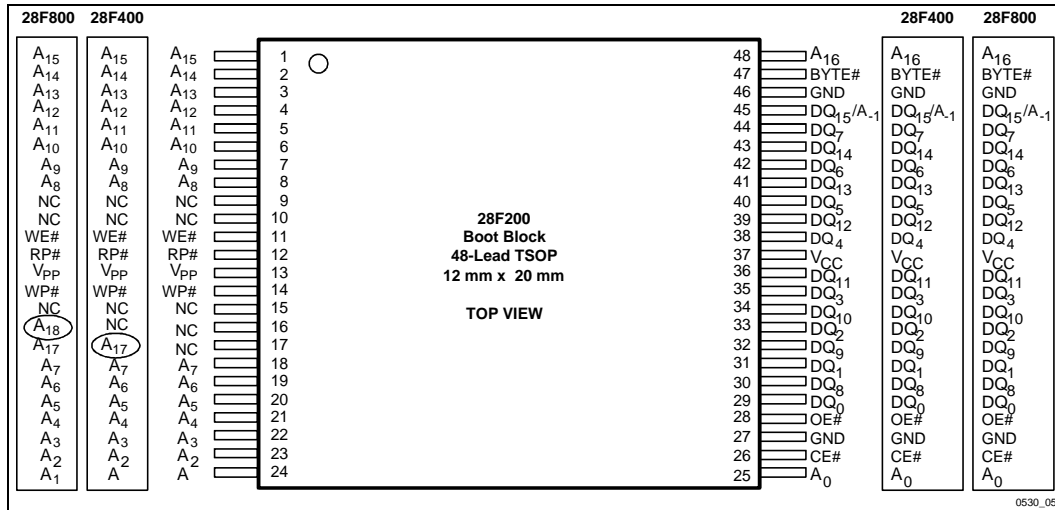 28F800 28F400 28F400 28F800
A15 A15 A15 1 48 A16 A16 A16
A14 A14 A14 2 47 BYTE# BYTE# BYTE#
A13 A13 A13 3 46 GND GND GND
A12 A12 A12 4 45 DQ15/A-1 DQ15/A-1 DQ15/A-1
A11 A11 A11 5 44 DQ7 DQ7 DQ7
A10 A10 A10 6 43 DQ14 DQ14 DQ14
A9 A9 A9 7 42 DQ6 DQ6 DQ6
A8 A8 A8 8 41 DQ13 DQ13 DQ13
NC NC NC 9 40 DQ5 DQ5 DQ5
NC NC NC 10 28F200 39 DQ12 DQ12 DQ12
WE# WE# WE# 11 Boot Block 38 DQ4 DQ4 DQ4
RP# RP# RP# 12 48-Lead TSOP 37 VCC VCC VCC
VPP VPP VPP 13 12 mm x 20 mm 36 DQ11 DQ11 DQ11
WP# WP# WP# 14 35 DQ3 DQ3 DQ3
NC NC NC 15 TOP VIEW 34 DQ10 DQ10 DQ10
A18 NC NC 16 33 DQ2 DQ2 DQ2
A17 A17 NC 17 32 DQ9 DQ9 DQ9
A7 A7 A7 18 31 DQ1 DQ1 DQ1
A6 A6 A6 19 30 DQ8 DQ8 DQ8
A5 A5 A5 20 29 DQ0 DQ0 DQ0
A4 A4 A4 21 28 OE# OE# OE#
A3 A3 A3 22 27 GND GND GND
A2 A2 A2 23 26 CE# CE# CE#
A1 A A 24 25 A0 A0 A0
0530_05